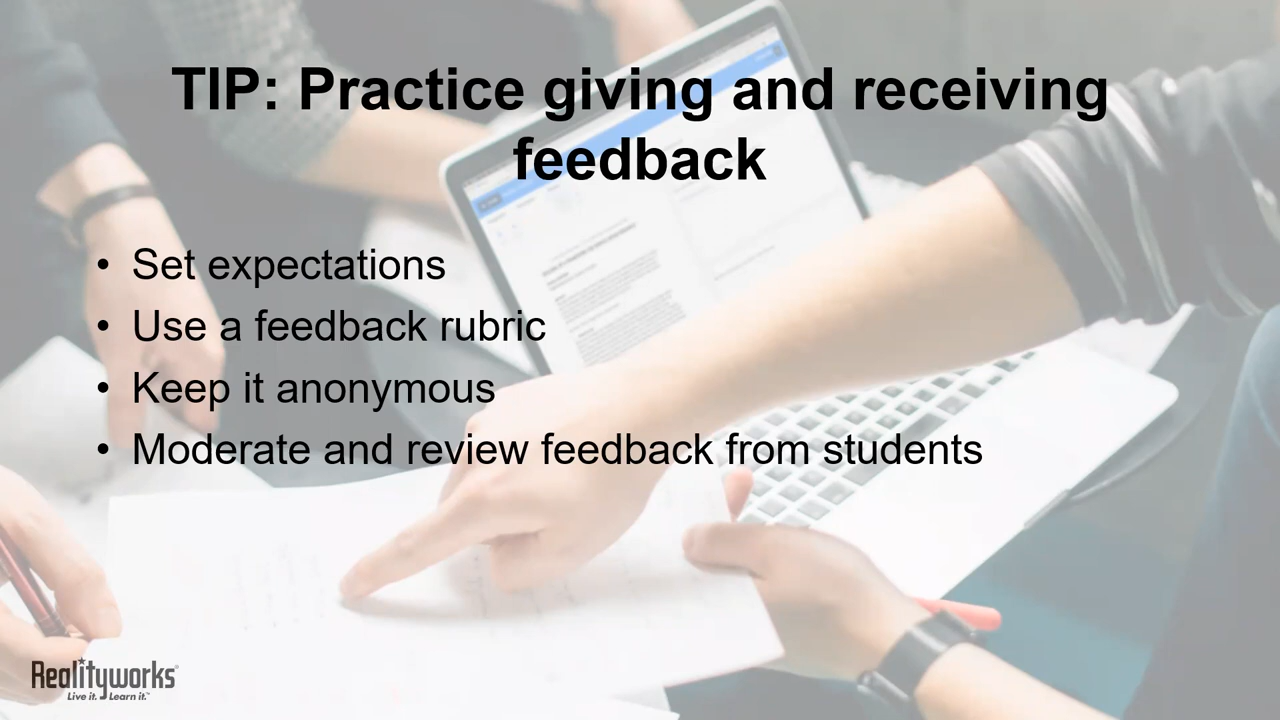 TIP: Practice giving and receiving
feedback
• Set expectations
• Use a feedback rubric
• Keep it anonymous
• Moderate and review feedback from students
Realityworks®
Live it. Learn it.™